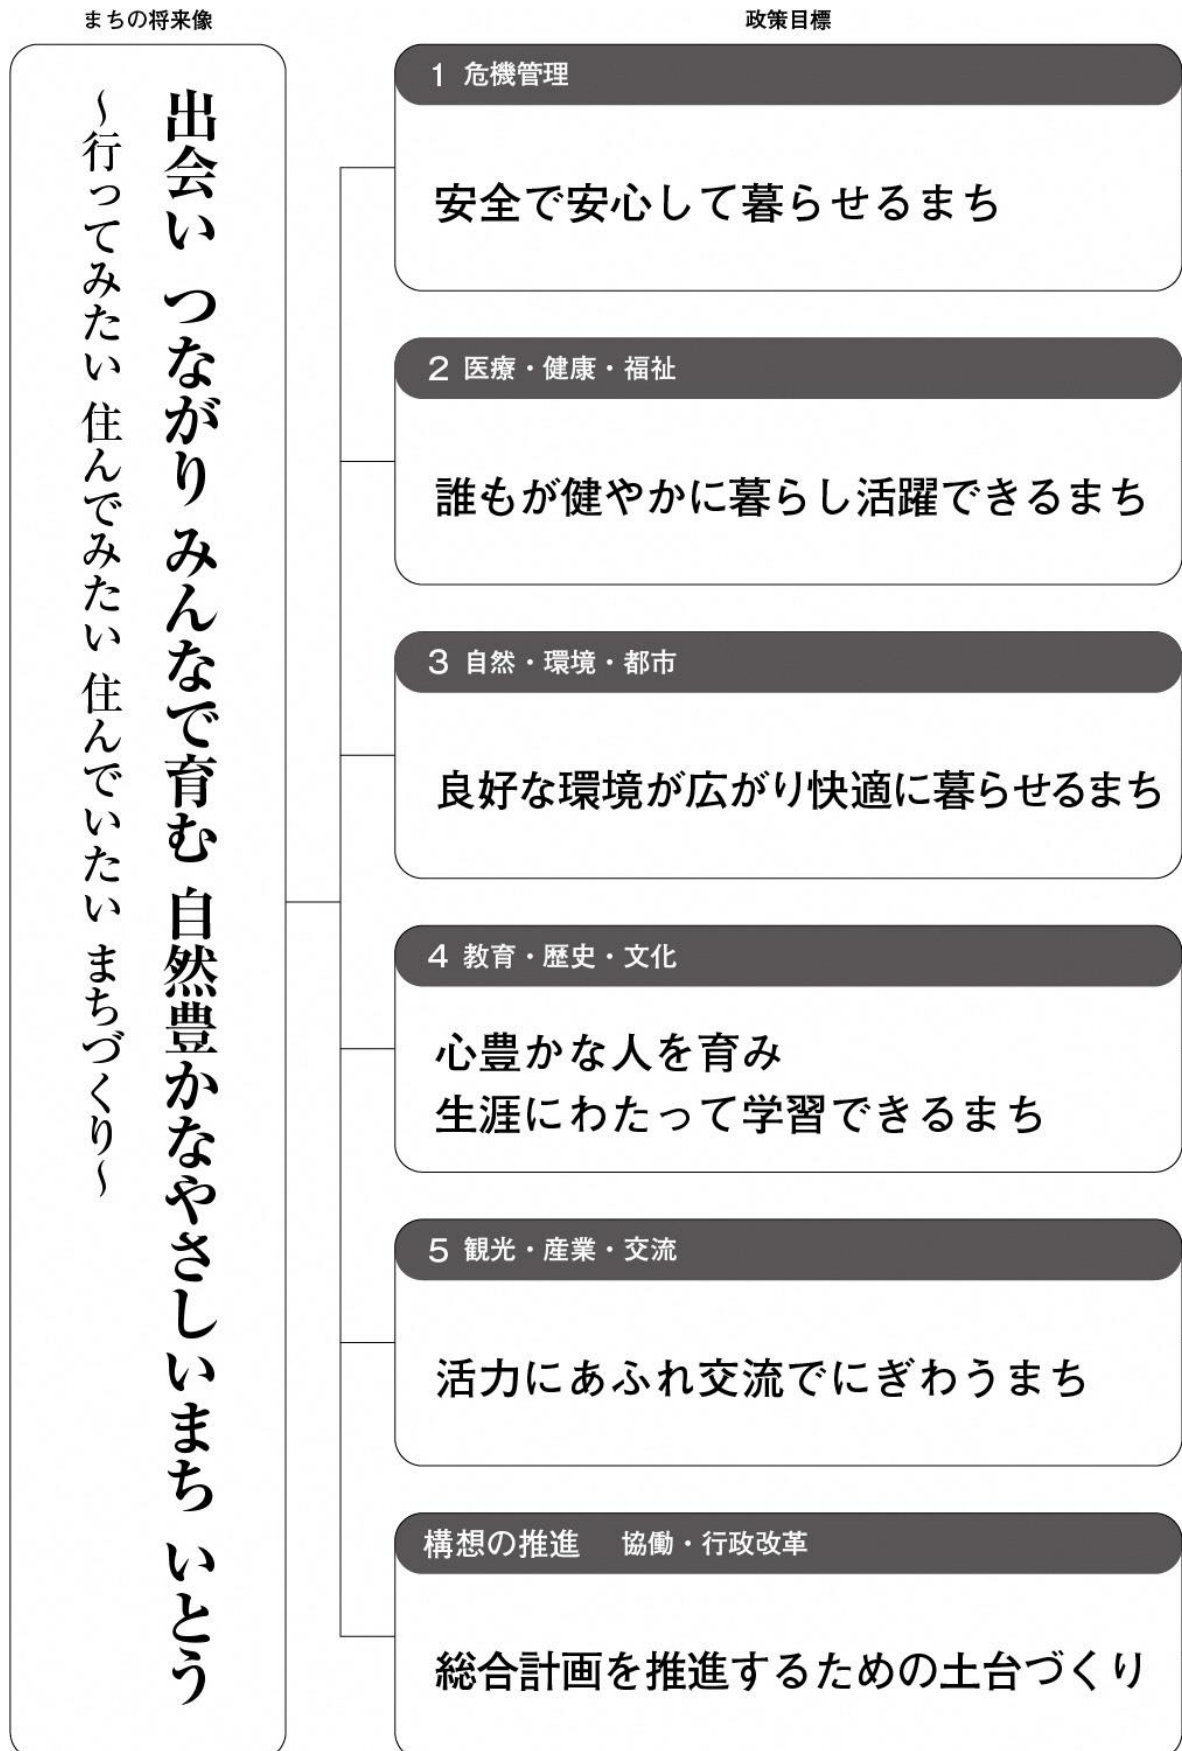 まちの将来像
出会い つながり みんなで育む 自然豊かなやさしいまち いとう
～行ってみたい 住んでみたい 住んでいたい まちづくり～
政策目標
1 危機管理
安全で安心して暮らせるまち
2 医療・健康・福祉
誰もが健やかに暮らし活躍できるまち
3 自然・環境・都市
良好な環境が広がり快適に暮らせるまち
4 教育・歴史・文化
心豊かな人を育み
生涯にわたって学習できるまち
5 観光・産業・交流
活力にあふれ交流でにぎわうまち
構想の推進 協働・行政改革
総合計画を推進するための土台づくり